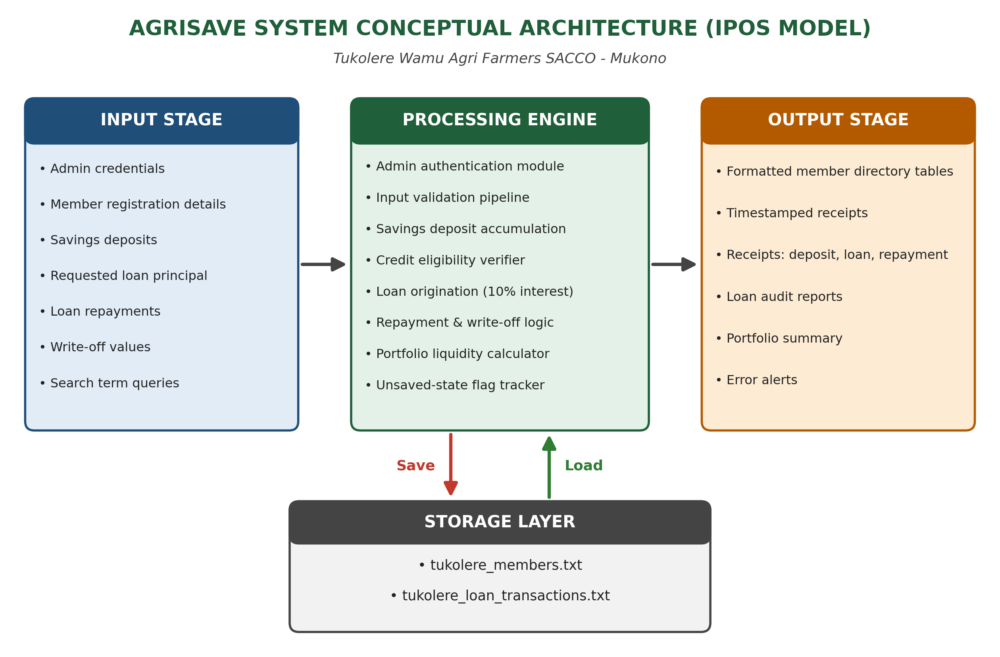 AGRISAVE SYSTEM CONCEPTUAL ARCHITECTURE (IPOS MODEL)
Tukolere Wamu Agri Farmers SACCO - Mukono
INPUT STAGE
• Admin credentials
• Member registration details
• Savings deposits
• Requested loan principal
• Loan repayments
• Write-off values
• Search term queries
PROCESSING ENGINE
• Admin authentication module
• Input validation pipeline
• Savings deposit accumulation
• Credit eligibility verifier
• Loan origination (10% interest)
• Repayment & write-off logic
• Portfolio liquidity calculator
• Unsaved-state flag tracker
OUTPUT STAGE
• Formatted member directory tables
• Timestamped receipts
• Receipts: deposit, loan, repayment
• Loan audit reports
• Portfolio summary
• Error alerts
Save
Load
STORAGE LAYER
• tukolere_members.txt
• tukolere_loan_transactions.txt